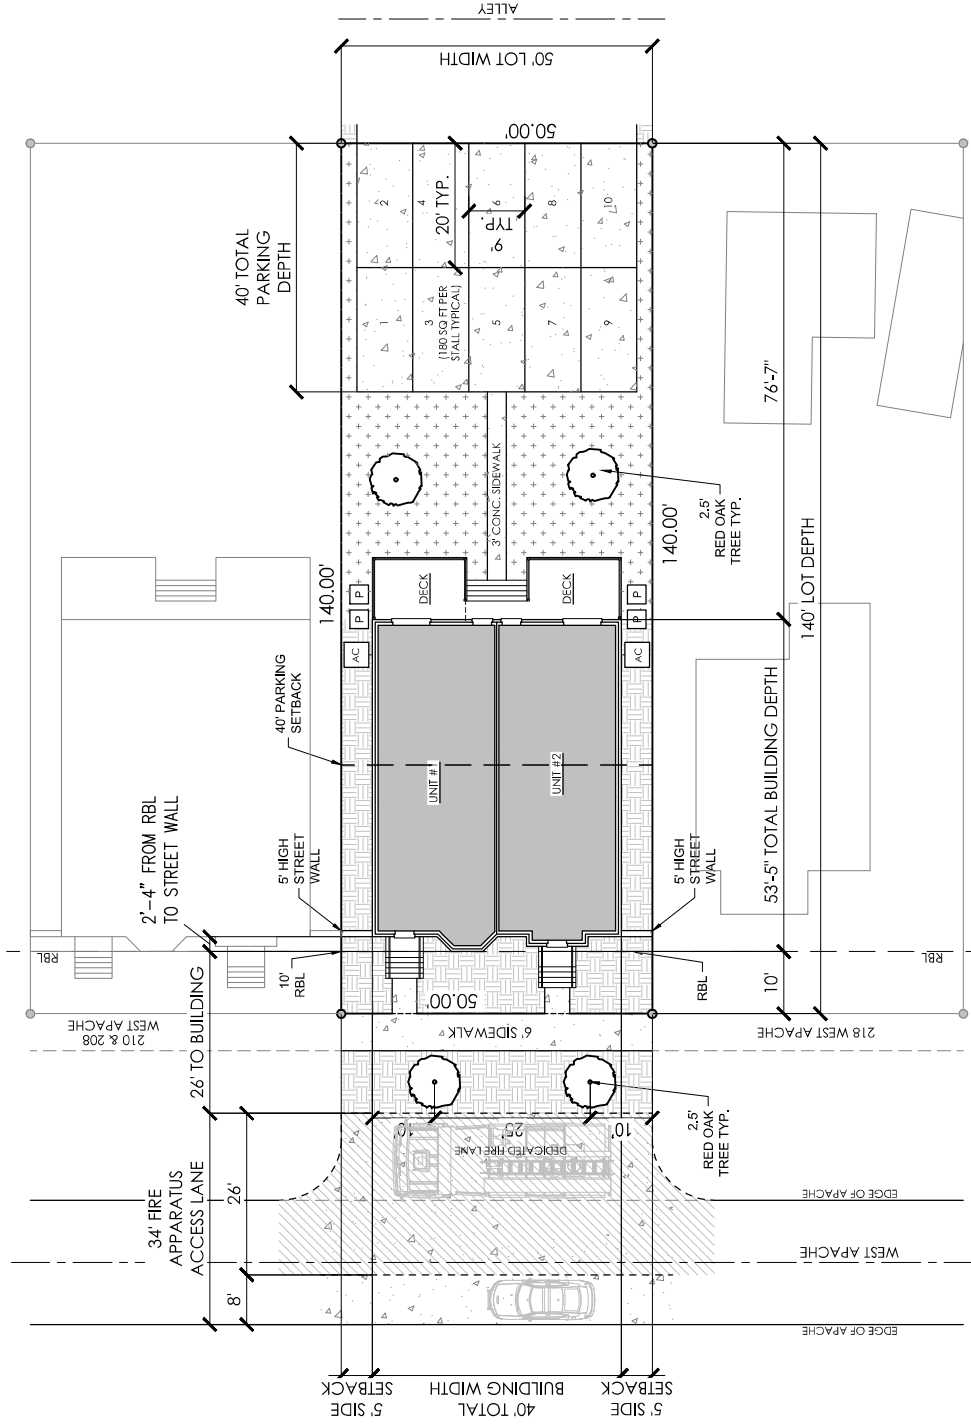 ALLEY
50' LOT WIDTH
50.00'
40' TOTAL
PARKING
DEPTH
2
4
6
8
10
20' TYP.
9'
TYP.
1
3
(180 SQ FT PER
STALL TYPICAL)
5
7
9
76'-7"
3' CONC. SIDEWALK
2.5'
RED OAK
TREE TYP.
140.00'
140.00'
140' LOT DEPTH
DECK
DECK
P
P
P
P
AC
AC
40' PARKING
SETBACK
UNIT #1
UNIT #2
53'-5" TOTAL BUILDING DEPTH
2'-4" FROM RBL
TO STREET WALL
5' HIGH
STREET
WALL
5' HIGH
STREET
WALL
RBL
10'
RBL
RBL
RBL
10'
26' TO BUILDING
50.00'
210 & 208
WEST APACHE
6' SIDEWALK
218 WEST APACHE
10'
25'
10'
DEDICATED FIRE LANE
2.5'
RED OAK
TREE TYP.
34' FIRE
APPARATUS
ACCESS LANE
26'
8'
EDGE OF APACHE
WEST APACHE
EDGE OF APACHE
5' SIDE
SETBACK
40' TOTAL
BUILDING WIDTH
5' SIDE
SETBACK